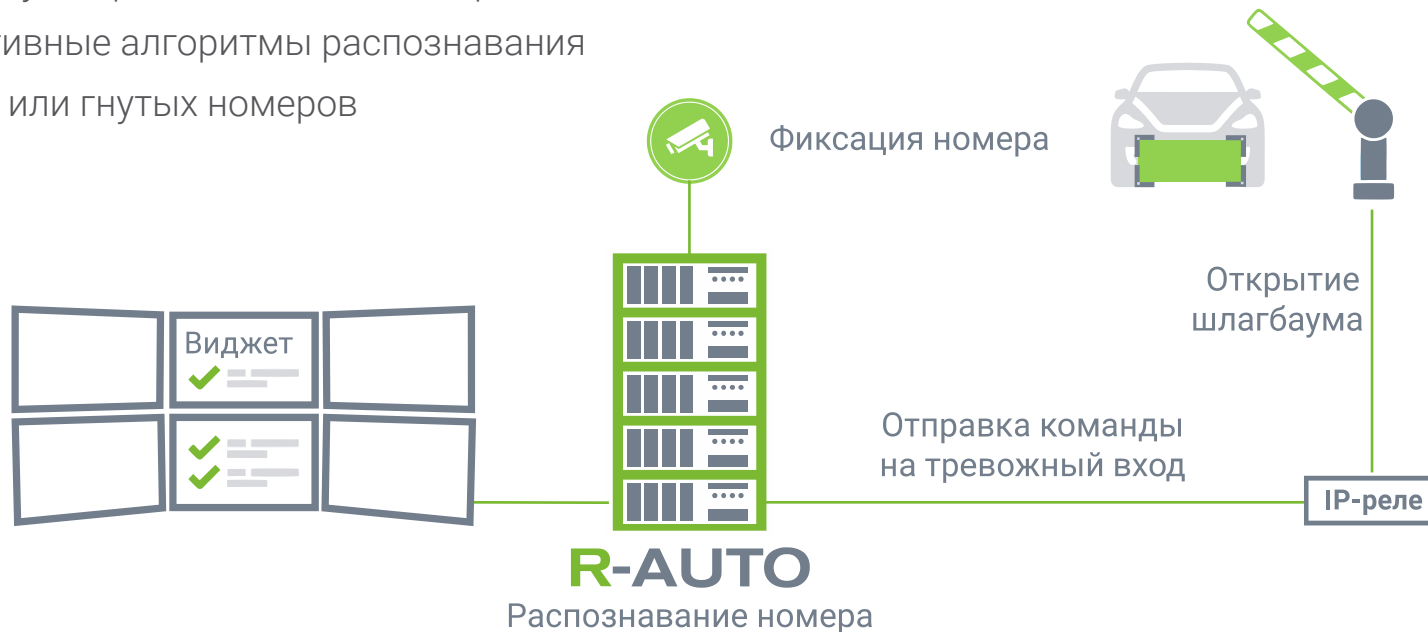 алгоритмы распознавания
или гнутых номеров
Фиксация номера
Открытие
шлагбаума
Виджет
Отправка команды
на тревожный вход
IP-реле
R-AUTO
Распознавание номера